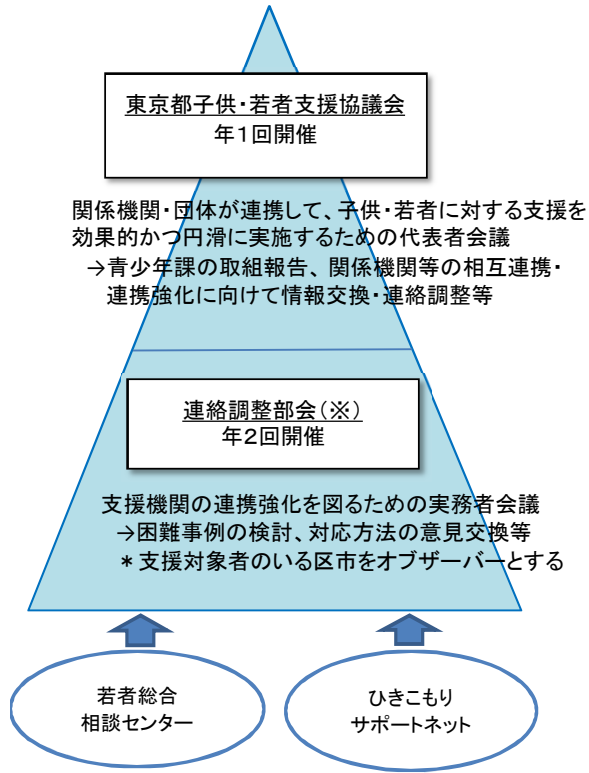 東京都子供・若者支援協議会
年1回開催
関係機関・団体が連携して、子供・若者に対する支援を
効果的かつ円滑に実施するための代表者会議
→青少年課の取組報告、関係機関等の相互連携・
連携強化に向けて情報交換・連絡調整等
連絡調整部会(※)
年2回開催
支援機関の連携強化を図るための実務者会議
→困難事例の検討、対応方法の意見交換等
＊支援対象者のいる区市をオブザーバーとする
若者総合
相談センター
ひきこもり
サポートネット